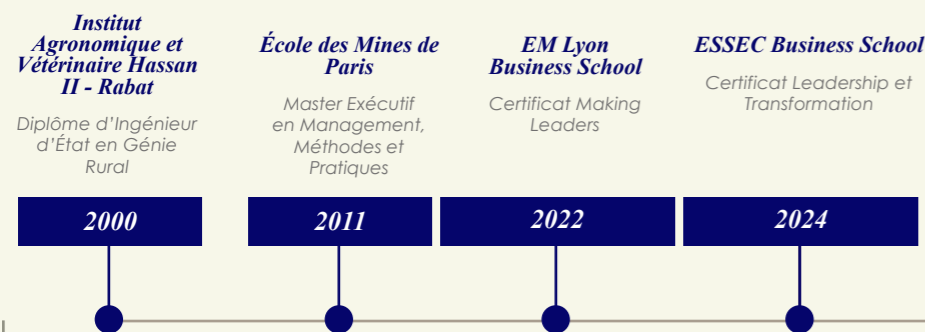 Institut
Agronomique et
Vétérinaire Hassan
II - Rabat
Diplôme d’Ingénieur
d’État en Génie
Rural
2000
École des Mines de
Paris
Master Exécutif
en Management,
Méthodes et
Pratiques
2011
EM Lyon
Business School
Certificat Making
Leaders
2022
ESSEC Business School
Certificat Leadership et
Transformation
2024